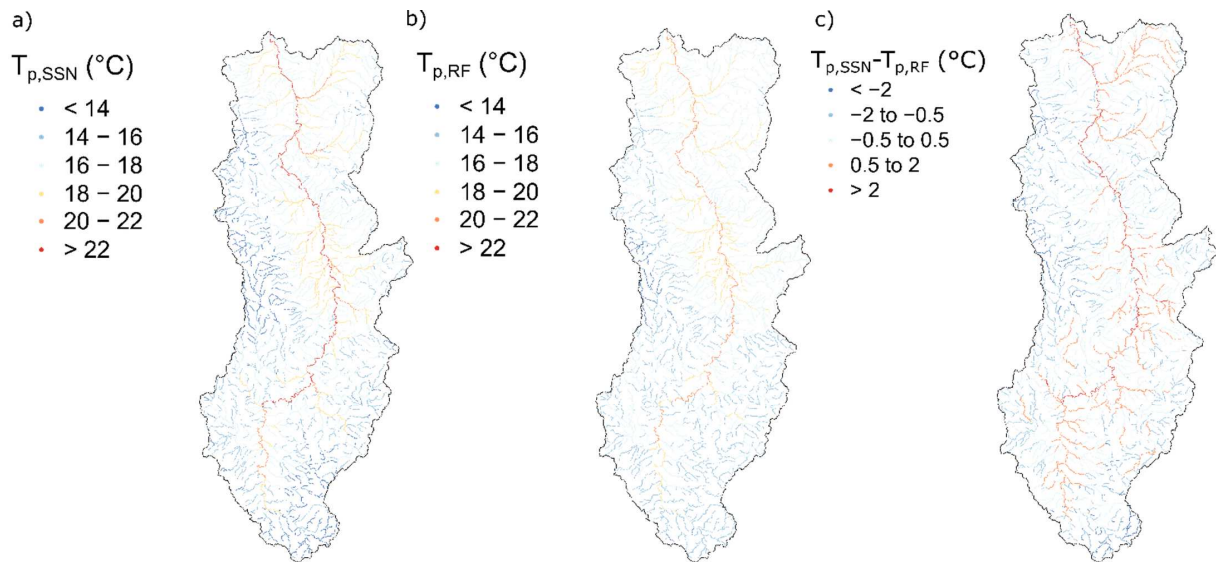 a)
T_p,SSN (°C)
< 14
14 − 16
16 − 18
18 − 20
20 − 22
> 22
b)
T_p,RF (°C)
< 14
14 − 16
16 − 18
18 − 20
20 − 22
> 22
c)
T_p,SSN-T_p,RF (°C)
< −2
−2 to −0.5
−0.5 to 0.5
0.5 to 2
> 2